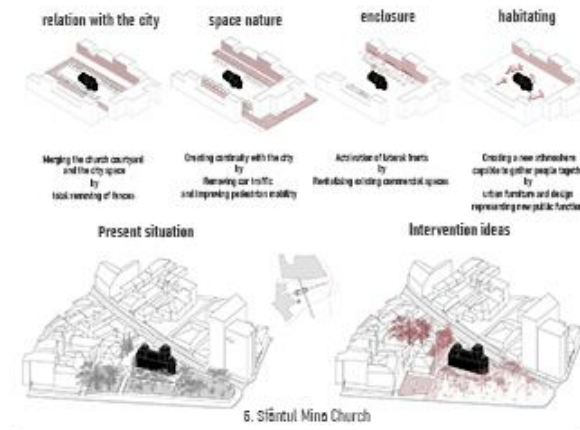 relation with the city
space nature
enclosure
habitating
Merging the church courtyard
and the city space
by
total removing of fences
Creating continuity with the city
by
Removing car traffic
and improving pedestrian mobility
Activation of lateral fronts
by
Revitalizing existing commercial spaces
Creating a new athmosphere
capable to gather people togeth
by
urban furniture and design
representing new public function
Present situation
Intervention ideas
6. Sfântul Mina Church